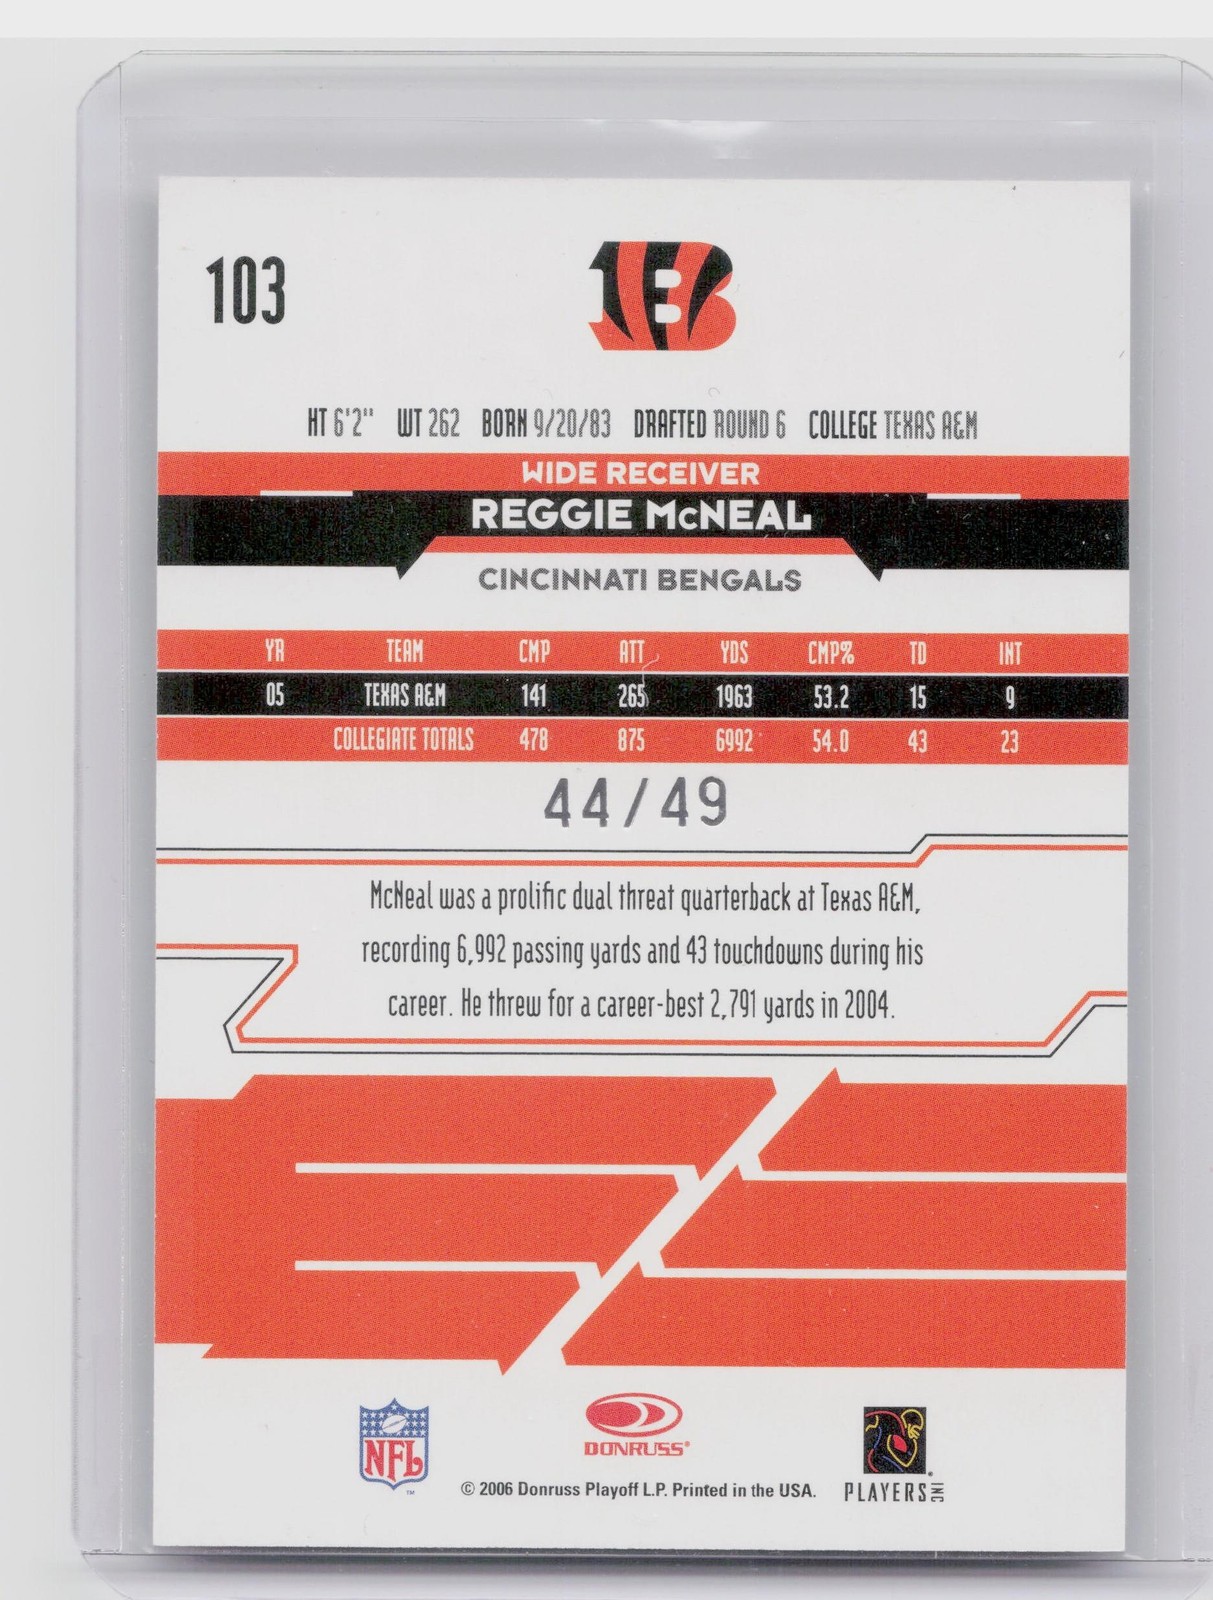 103
B
HT 6'2" WT 262 BORN 9/20/83 DRAFTED ROUND 6 COLLEGE TEXAS A&M
WIDE RECEIVER
REGGIE McNEAL
CINCINNATI BENGALS
YR TEAM CMP ATT YDS CMP% TD INT
05 TEXAS A&M 141 265 1963 53.2 15 9
COLLEGIATE TOTALS 478 875 6992 54.0 43 23
44/49
McNeal was a prolific dual threat quarterback at Texas A&M,
recording 6,992 passing yards and 43 touchdowns during his
career. He threw for a career-best 2,791 yards in 2004.
NFL
TM
DONRUSS®
© 2006 Donruss Playoff L.P. Printed in the USA.
PLAYERS INC